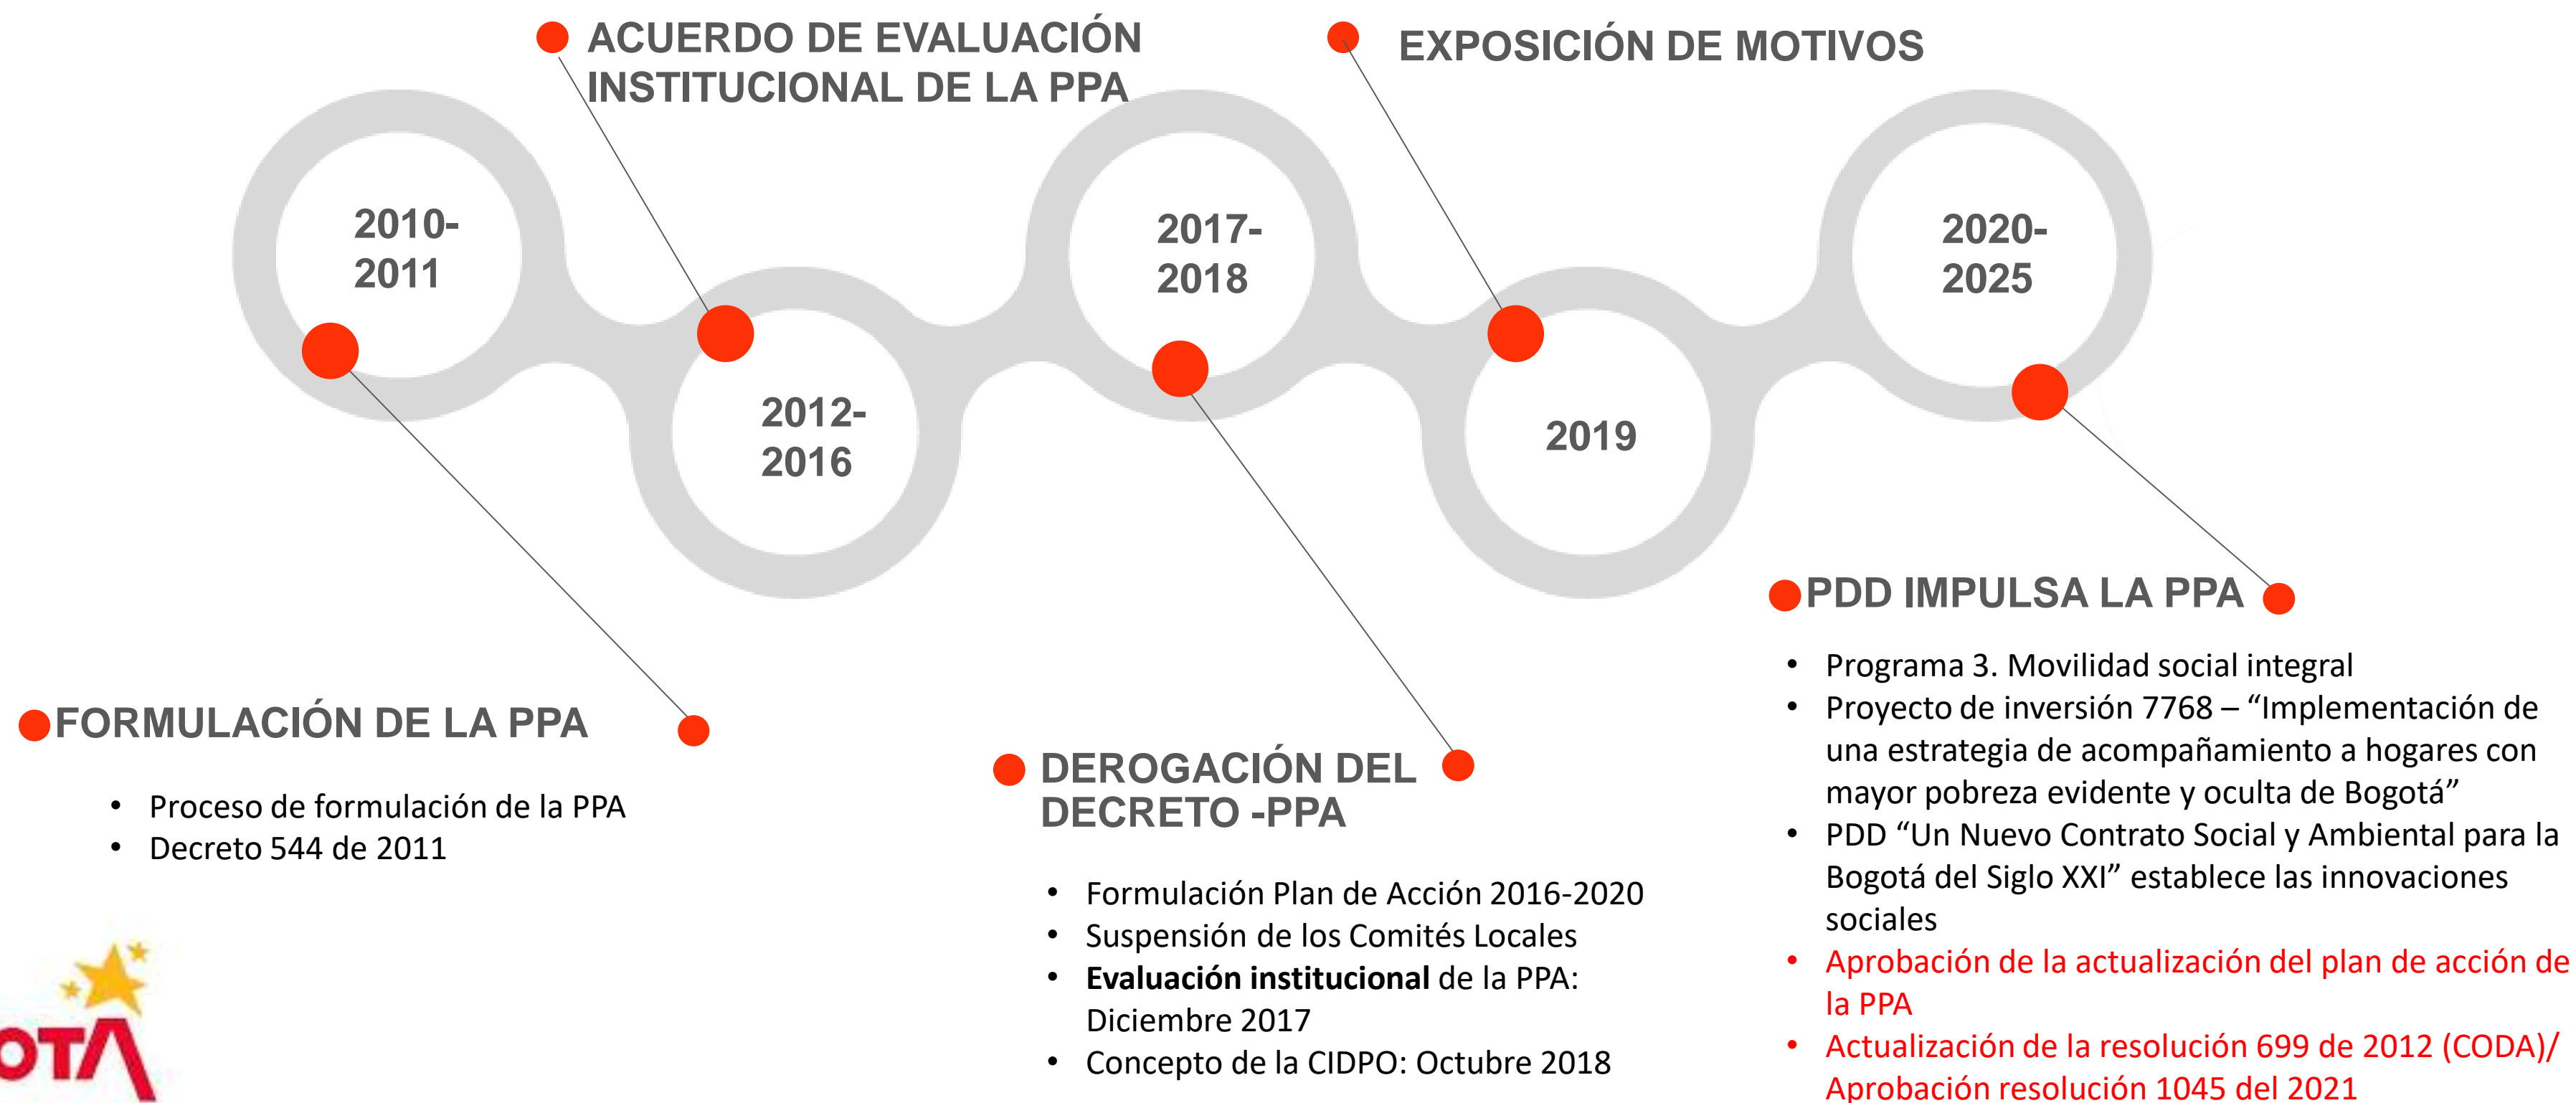 ACUERDO DE EVALUACIÓN
INSTITUCIONAL DE LA PPA
EXPOSICIÓN DE MOTIVOS
2010-
2011
2012-
2016
2017-
2018
2019
2020-
2025
FORMULACIÓN DE LA PPA
• Proceso de formulación de la PPA
• Decreto 544 de 2011
DEROGACIÓN DEL
DECRETO -PPA
• Formulación Plan de Acción 2016-2020
• Suspensión de los Comités Locales
• Evaluación institucional de la PPA:
Diciembre 2017
• Concepto de la CIDPO: Octubre 2018
PDD IMPULSA LA PPA
• Programa 3. Movilidad social integral
• Proyecto de inversión 7768 – “Implementación de
una estrategia de acompañamiento a hogares con
mayor pobreza evidente y oculta de Bogotá”
• PDD “Un Nuevo Contrato Social y Ambiental para la
Bogotá del Siglo XXI” establece las innovaciones
sociales
• Aprobación de la actualización del plan de acción de
la PPA
• Actualización de la resolución 699 de 2012 (CODA)/
Aprobación resolución 1045 del 2021
OTA